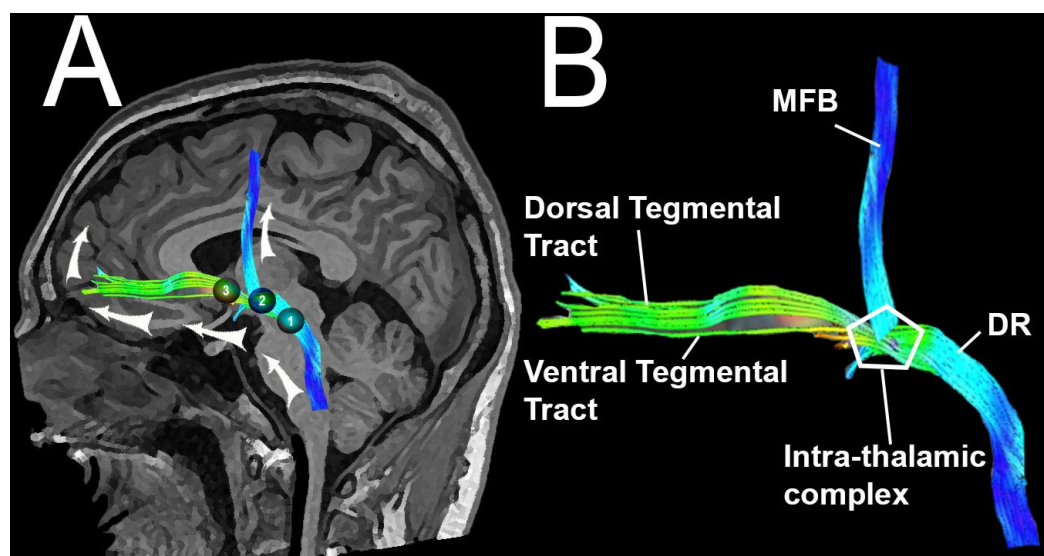 A
B
MFB
Dorsal Tegmental
Tract
3
2
1
DR
Ventral Tegmental
Tract
Intra-thalamic
complex